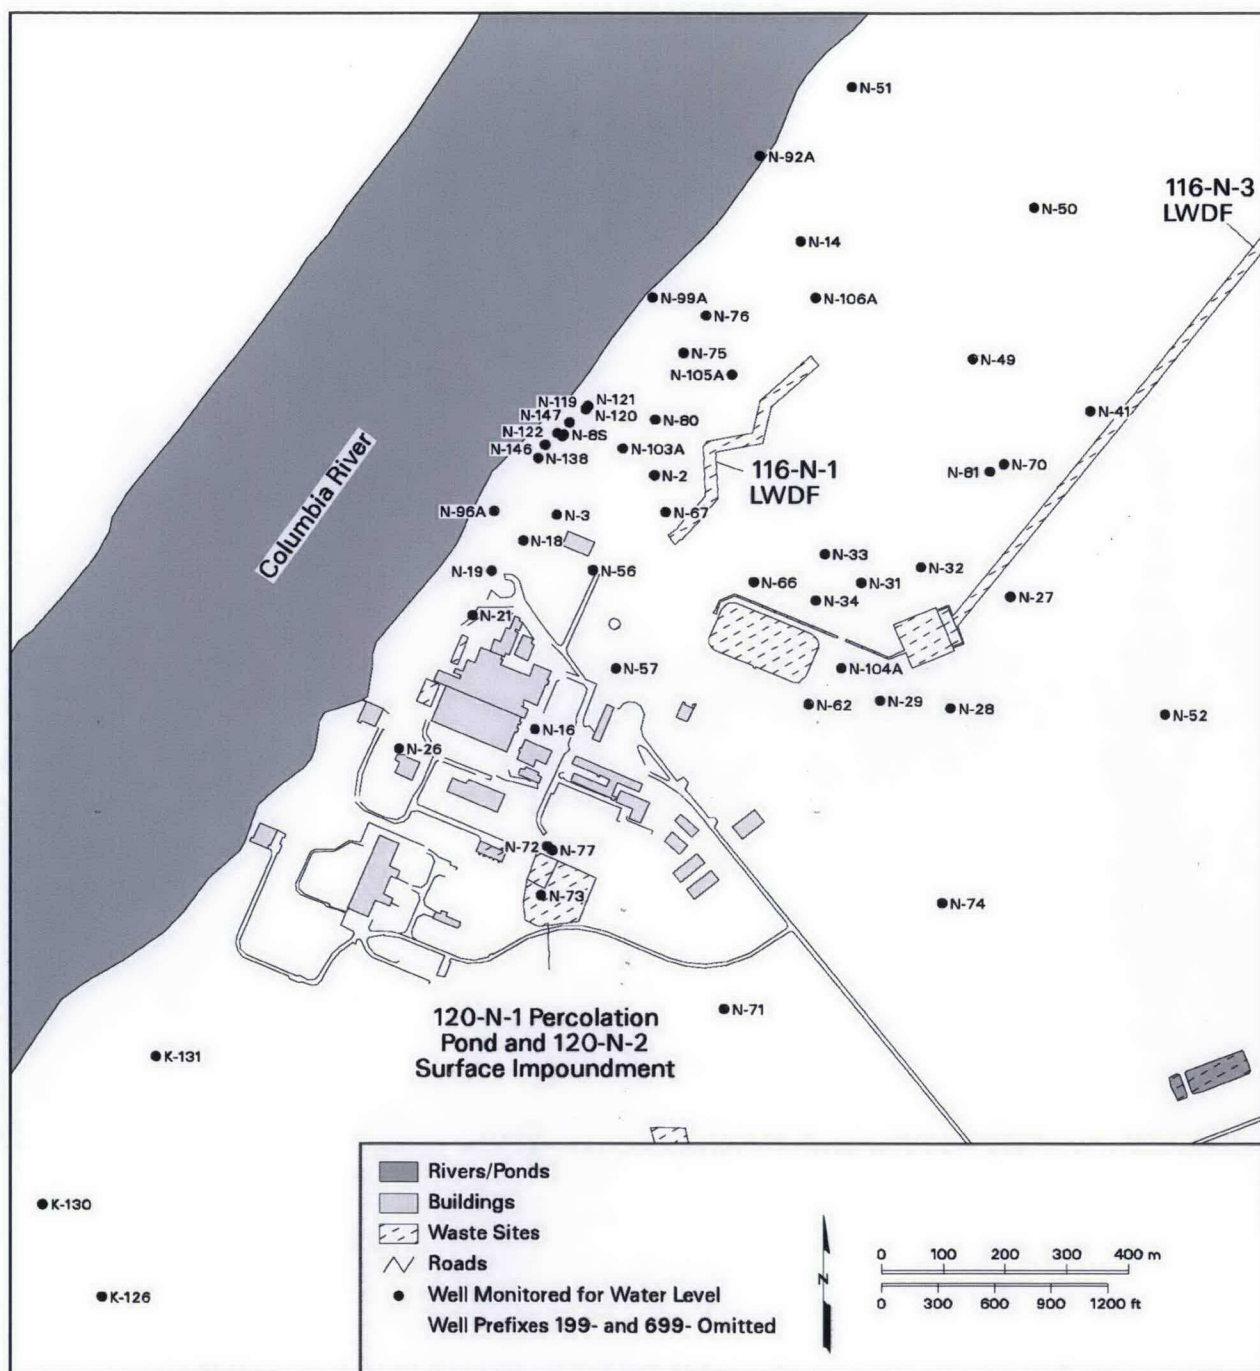 N-51
N-92A
116-N-3
LWDF
N-50
N-14
N-99A
N-106A
N-76
N-75
N-49
N-105A
N-119
N-121
N-41
N-147
N-120
N-80
N-122
N-8S
N-146
N-103A
N-138
N-70
N-81
N-2
116-N-1
LWDF
Columbia River
N-96A
N-3
N-67
N-18
N-33
N-19
N-56
N-32
N-66
N-31
N-34
N-27
N-21
N-57
N-104A
N-62
N-29
N-28
N-52
N-16
N-26
N-72
N-77
N-73
N-74
120-N-1 Percolation
Pond and 120-N-2
Surface Impoundment
N-71
K-131
K-130
K-126
Rivers/Ponds
Buildings
Waste Sites
Roads
Well Monitored for Water Level
Well Prefixes 199- and 699- Omitted
N
0 100 200 300 400 m
0 300 600 900 1200 ft